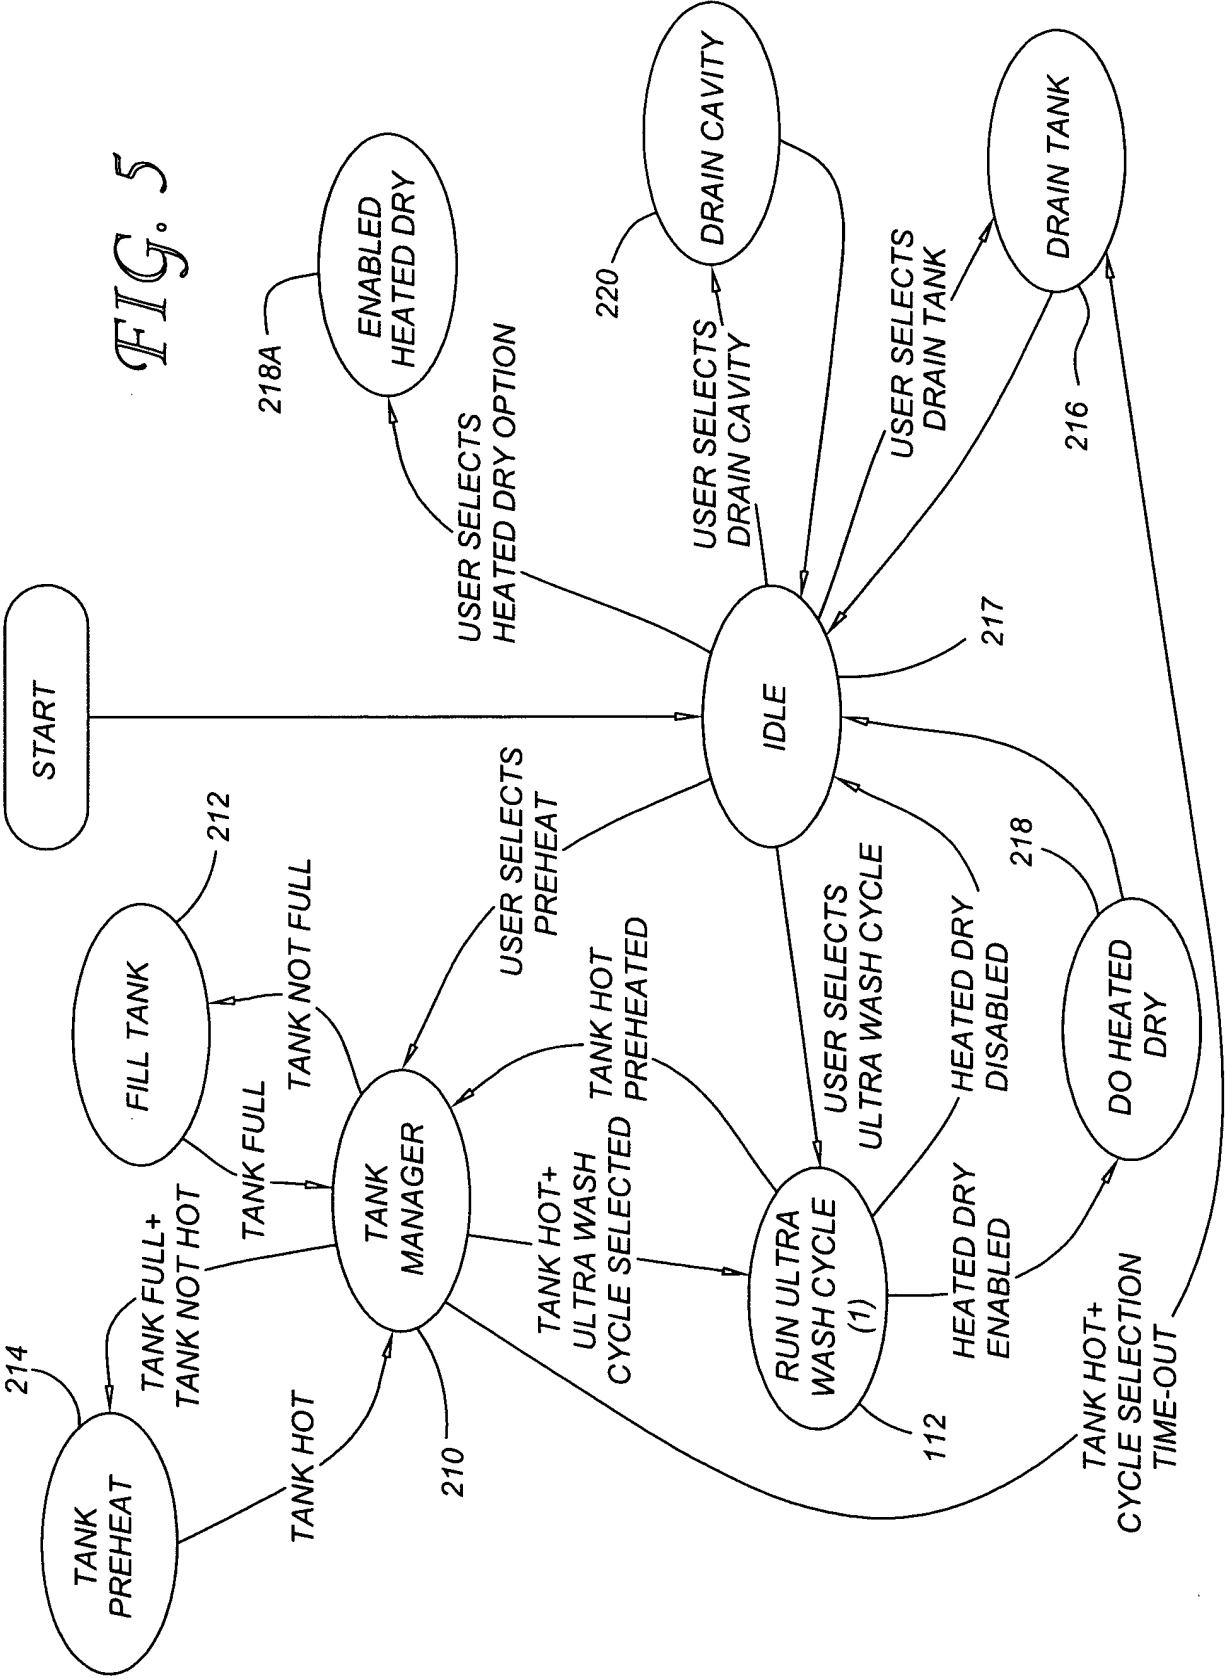 FIG. 5
START
TANK
PREHEAT
214
TANK FULL+
TANK NOT HOT
TANK HOT
FILL TANK
212
TANK FULL
TANK NOT FULL
TANK
MANAGER
210
USER SELECTS
PREHEAT
USER SELECTS
HEATED DRY OPTION
ENABLED
HEATED DRY
218A
TANK HOT+
ULTRA WASH
CYCLE SELECTED
TANK HOT
PREHEATED
IDLE
217
USER SELECTS
DRAIN CAVITY
DRAIN CAVITY
220
RUN ULTRA
WASH CYCLE
(1)
112
USER SELECTS
ULTRA WASH CYCLE
USER SELECTS
DRAIN TANK
DRAIN TANK
216
HEATED DRY
ENABLED
HEATED DRY
DISABLED
DO HEATED
DRY
218
TANK HOT+
CYCLE SELECTION
TIME-OUT